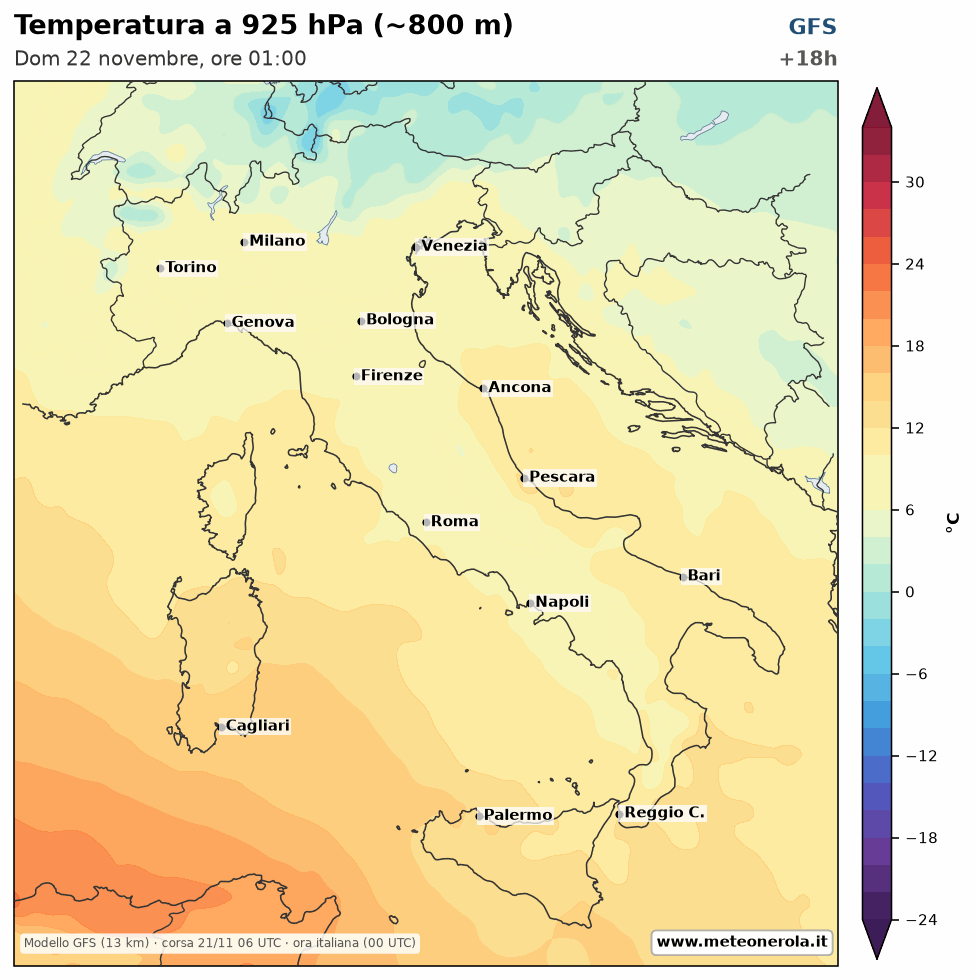 Temperatura a 925 hPa (~800 m)
GFS
Dom 22 novembre, ore 01:00
+18h
Milano
Venezia
Torino
Genova
Bologna
Firenze
Ancona
Pescara
Roma
Bari
Napoli
Cagliari
Palermo
Reggio C.
30
24
18
12
6
0
−6
−12
−18
−24
°C
Modello GFS (13 km) · corsa 21/11 06 UTC · ora italiana (00 UTC)
www.meteonerola.it